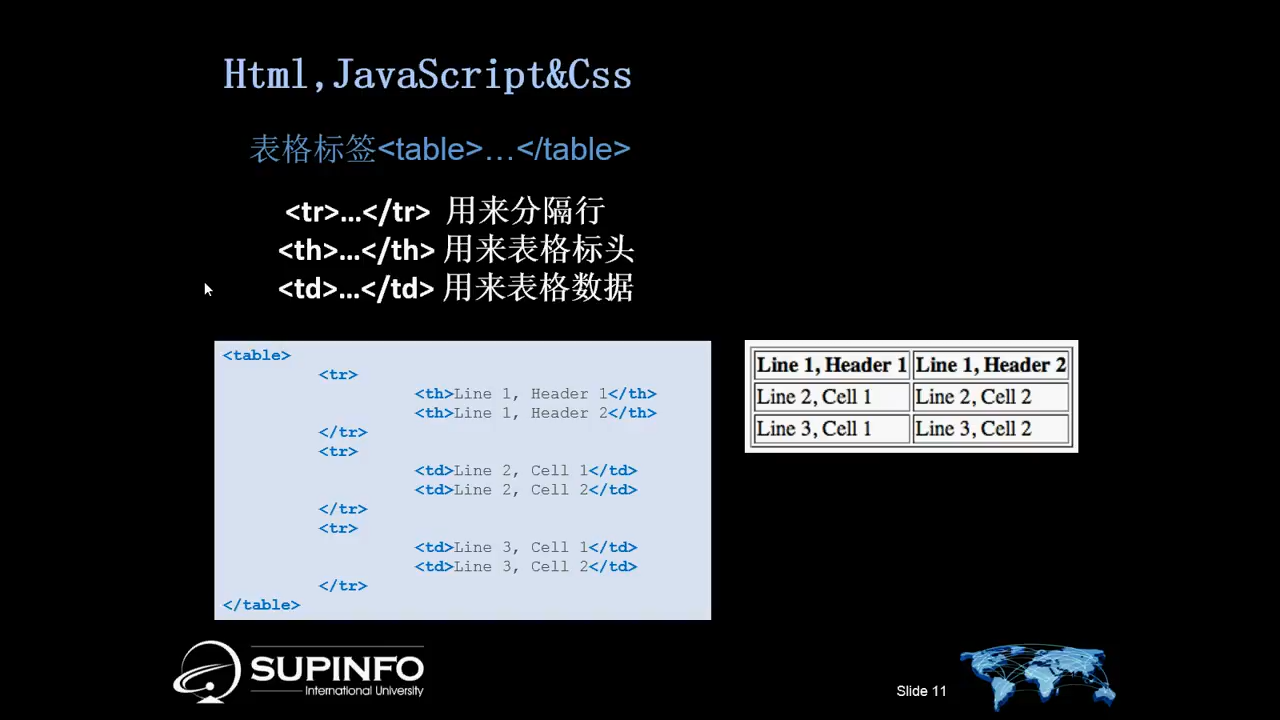 Html,JavaScript&Css
表格标签<table>…</table>
<tr>…</tr> 用来分隔行
<th>…</th> 用来表格标头
<td>…</td> 用来表格数据
<table>
<tr>
<th>Line 1, Header 1</th>
<th>Line 1, Header 2</th>
</tr>
<tr>
<td>Line 2, Cell 1</td>
<td>Line 2, Cell 2</td>
</tr>
<tr>
<td>Line 3, Cell 1</td>
<td>Line 3, Cell 2</td>
</tr>
</table>
Line 1, Header 1 Line 1, Header 2
Line 2, Cell 1 Line 2, Cell 2
Line 3, Cell 1 Line 3, Cell 2
SUPINFO
International University
Slide 11